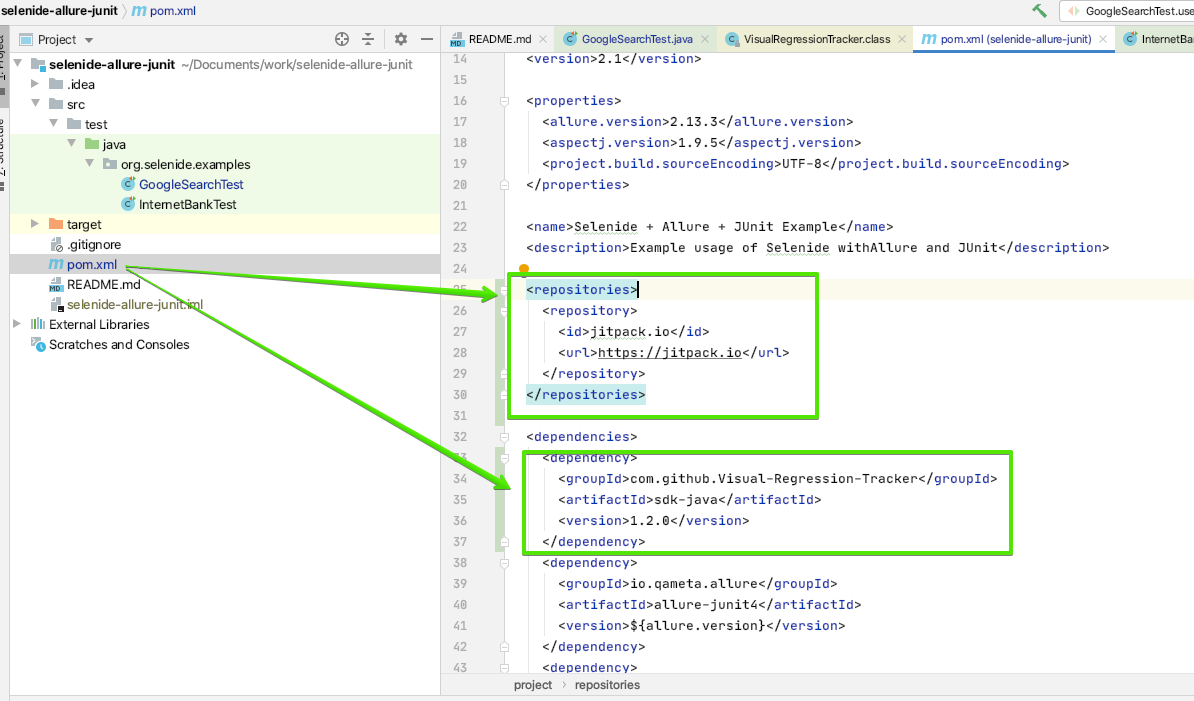 selenide-allure-junit
pom.xml
GoogleSearchTest.use
Project
README.md
GoogleSearchTest.java
VisualRegressionTracker.class
pom.xml (selenide-allure-junit)
InternetBan
selenide-allure-junit ~/Documents/work/selenide-allure-junit
.idea
src
test
java
org.selenide.examples
GoogleSearchTest
InternetBankTest
target
.gitignore
pom.xml
README.md
selenide-allure-junit.iml
External Libraries
Scratches and Consoles
14 <version>2.1</version>
15
16 <properties>
17 <allure.version>2.13.3</allure.version>
18 <aspectj.version>1.9.5</aspectj.version>
19 <project.build.sourceEncoding>UTF-8</project.build.sourceEncoding>
20 </properties>
21
22 <name>Selenide + Allure + JUnit Example</name>
23 <description>Example usage of Selenide withAllure and JUnit</description>
24
25 <repositories>
26 <repository>
27 <id>jitpack.io</id>
28 <url>https://jitpack.io</url>
29 </repository>
30 </repositories>
31
32 <dependencies>
33 <dependency>
34 <groupId>com.github.Visual-Regression-Tracker</groupId>
35 <artifactId>sdk-java</artifactId>
36 <version>1.2.0</version>
37 </dependency>
38 <dependency>
39 <groupId>io.qameta.allure</groupId>
40 <artifactId>allure-junit4</artifactId>
41 <version>${allure.version}</version>
42 </dependency>
43 <dependency>
project
repositories